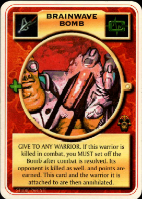 BRAINWAVE
BOMB
GIVE TO ANY WARRIOR. If this warrior is
killed in combat, you MUST set off the
Bomb after combat is resolved. Its
opponent is killed as well, and points are
earned. This card and the warrior it is
attached to are then annihilated.